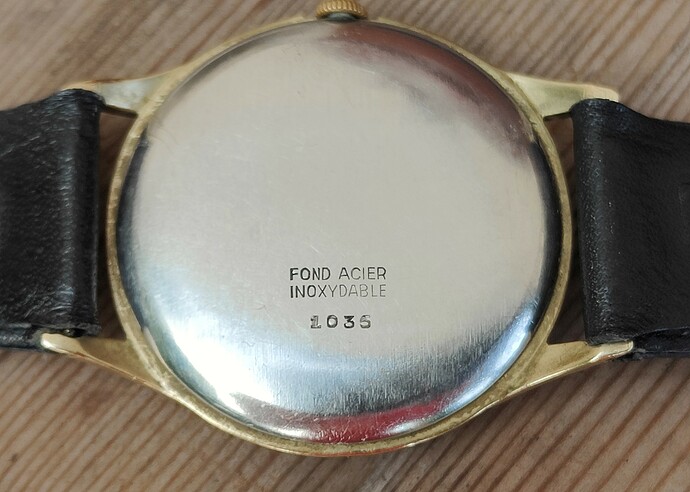 FOND ACIER
INOXYDABLE
1036